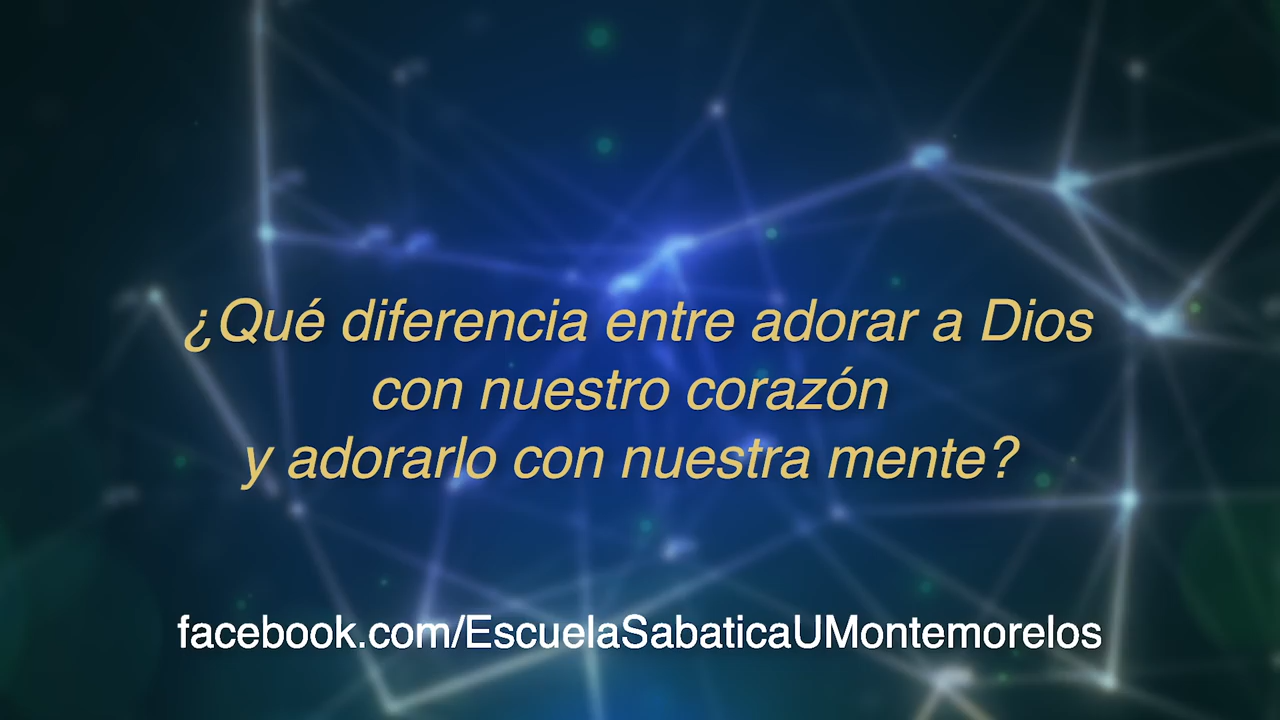 ¿Qué diferencia entre adorar a Dios
con nuestro corazón
y adorarlo con nuestra mente?
facebook.com/EscuelaSabaticaUMontemorelos